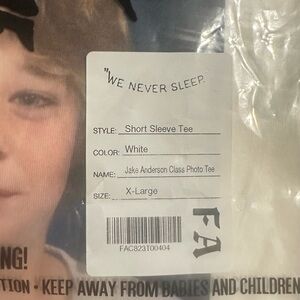 "WE NEVER SLEEP.
STYLE: Short Sleeve Tee
COLOR: White
NAME: Jake Anderson Class Photo Tee
SIZE: X-Large
FAC823T00404
FA
NG!
TION • KEEP AWAY FROM BABIES AND CHILDREN